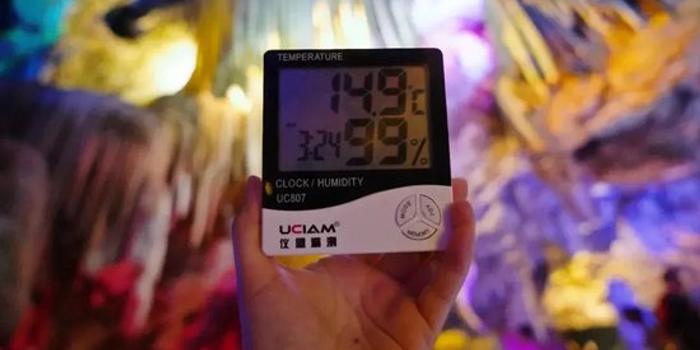 TEMPERATURE
14.9°C
3:24 99%
CLOCK / HUMIDITY
UC807
MODE ADJ
MEMORY
UCIAM®